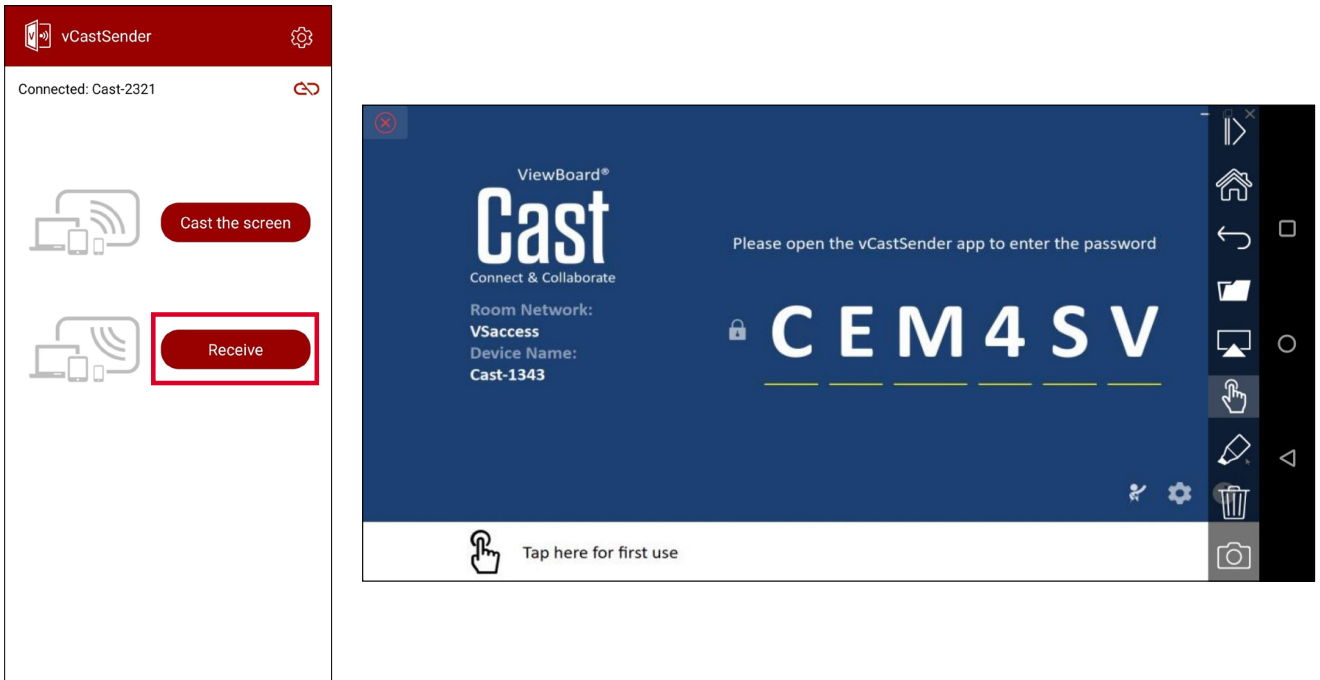 vCastSender
Connected: Cast-2321
Cast the screen
Receive
ViewBoard®
Cast
Connect & Collaborate
Room Network:
VSaccess
Device Name:
Cast-1343
Please open the vCastSender app to enter the password
C E M 4 S V
Tap here for first use